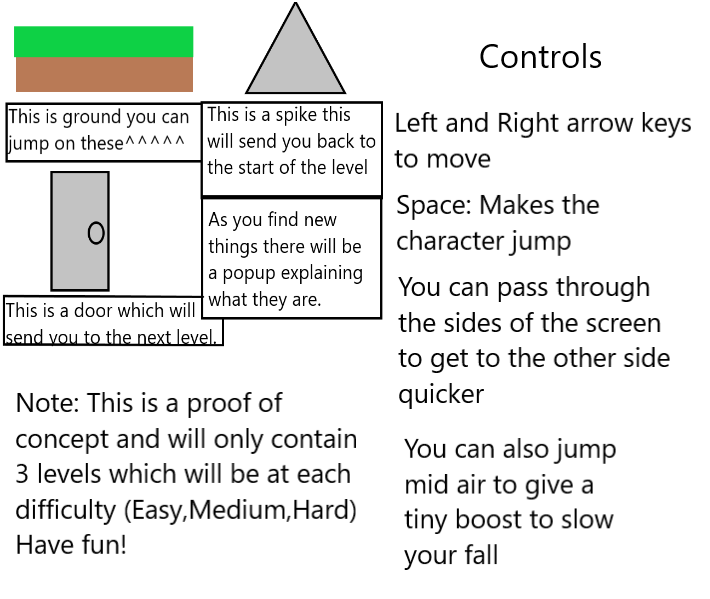 This is ground you can
jump on these^^^^^
This is a spike this
will send you back to
the start of the level
As you find new
things there will be
a popup explaining
what they are.
This is a door which will
send you to the next level.
Note: This is a proof of
concept and will only contain
3 levels which will be at each
difficulty (Easy,Medium,Hard)
Have fun!
Controls
Left and Right arrow keys
to move
Space: Makes the
character jump
You can pass through
the sides of the screen
to get to the other side
quicker
You can also jump
mid air to give a
tiny boost to slow
your fall